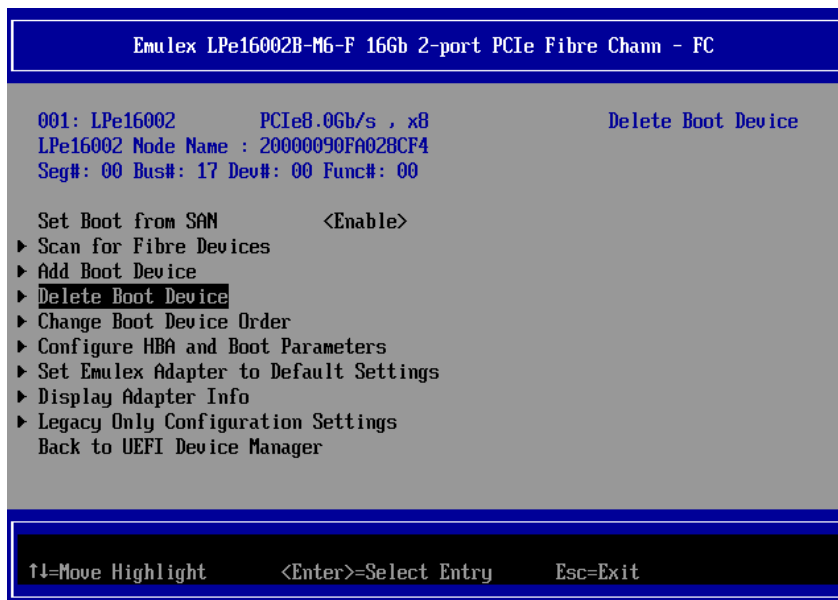 Emulex LPe16002B-M6-F 16Gb 2-port PCIe Fibre Chann - FC
001: LPe16002 PCIe8.0Gb/s , x8 Delete Boot Device
LPe16002 Node Name : 20000090FA028CF4
Seg#: 00 Bus#: 17 Dev#: 00 Func#: 00
Set Boot from SAN <Enable>
▶ Scan for Fibre Devices
▶ Add Boot Device
▶ Delete Boot Device
▶ Change Boot Device Order
▶ Configure HBA and Boot Parameters
▶ Set Emulex Adapter to Default Settings
▶ Display Adapter Info
▶ Legacy Only Configuration Settings
Back to UEFI Device Manager
↑↓=Move Highlight <Enter>=Select Entry Esc=Exit